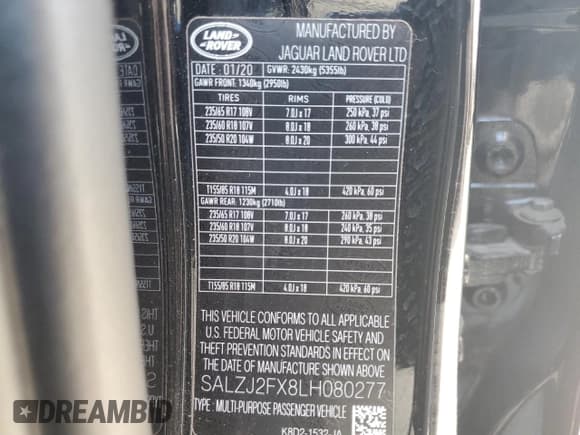 LAND
ROVER
MANUFACTURED BY
JAGUAR LAND ROVER LTD
DATE : 01/20 GVWR: 2430kg (5355lb)
GAWR FRONT: 1340kg (2950lb)
TIRES RIMS PRESSURE (COLD)
235/65 R17 108V 7.0J x 17 250 kPa, 37 psi
235/60 R18 107V 8.0J x 18 260 kPa, 38 psi
235/50 R20 104W 8.0J x 20 300 kPa, 44 psi
T155/85 R18 115M 4.0J x 18 420 kPa, 60 psi
GAWR REAR: 1230kg (2710lb)
235/65 R17 108V 7.0J x 17 260 kPa, 38 psi
235/60 R18 107V 8.0J x 18 240 kPa, 35 psi
235/50 R20 104W 8.0J x 20 290 kPa, 43 psi
T155/85 R18 115M 4.0J x 18 420 kPa, 60 psi
THIS VEHICLE CONFORMS TO ALL APPLICABLE
U.S. FEDERAL MOTOR VEHICLE SAFETY AND
THEFT PREVENTION STANDARDS IN EFFECT ON
THE DATE OF MANUFACTURE SHOWN ABOVE.
SALZJ2FX8LH080277
TYPE : MULTI-PURPOSE PASSENGER VEHICLE
K8D2-1532-JA
DREAMBID